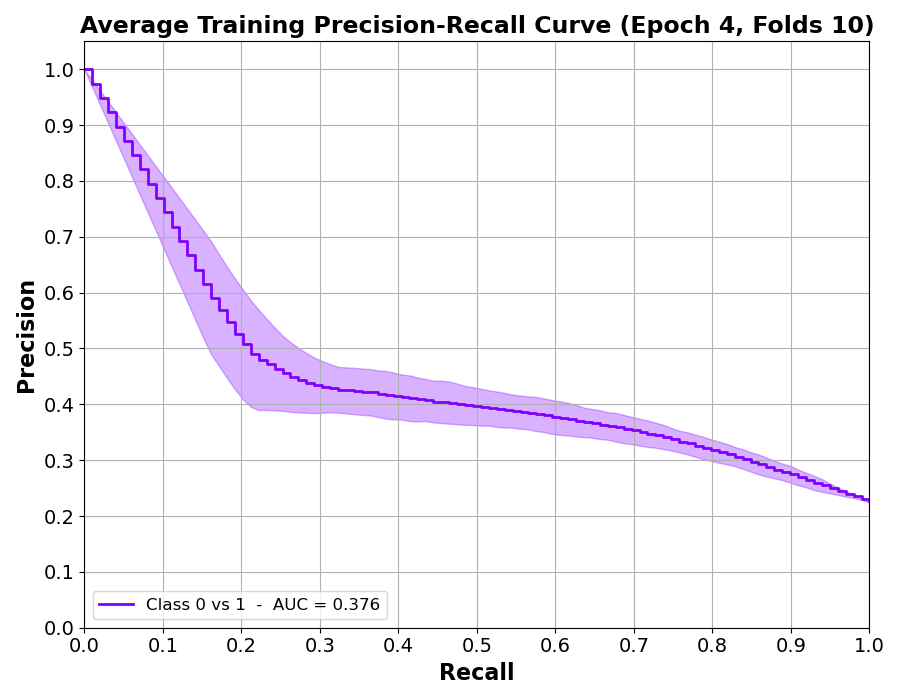 Average Training Precision-Recall Curve (Epoch 4, Folds 10)
1.0
0.9
0.8
0.7
0.6
0.5
0.4
0.3
0.2
0.1
0.0
Precision
Class 0 vs 1 - AUC = 0.376
0.0 0.1 0.2 0.3 0.4 0.5 0.6 0.7 0.8 0.9 1.0
Recall